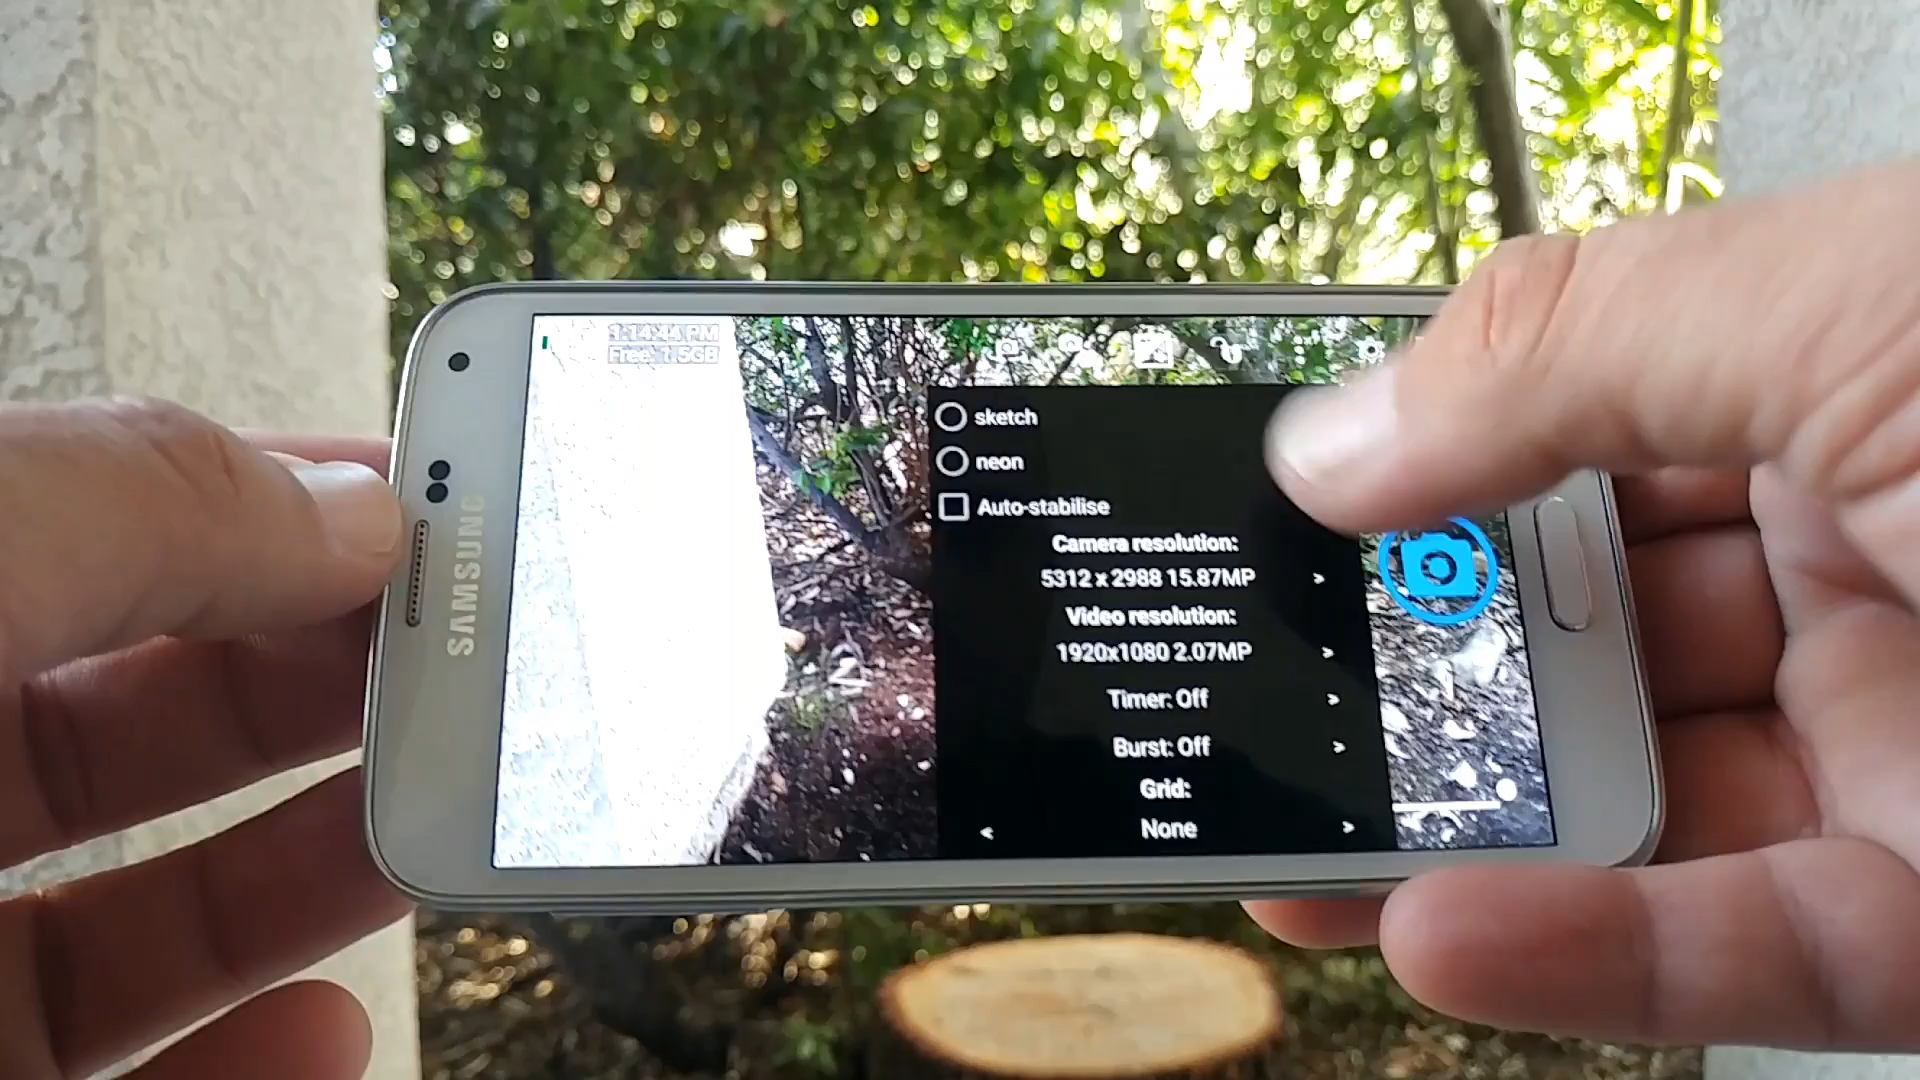 1:14:44 PM
Free: 1.5GB
SAMSUNG
sketch
neon
Auto-stabilise
Camera resolution:
5312 x 2988 15.87MP >
Video resolution:
1920x1080 2.07MP >
Timer: Off >
Burst: Off >
Grid:
< None >